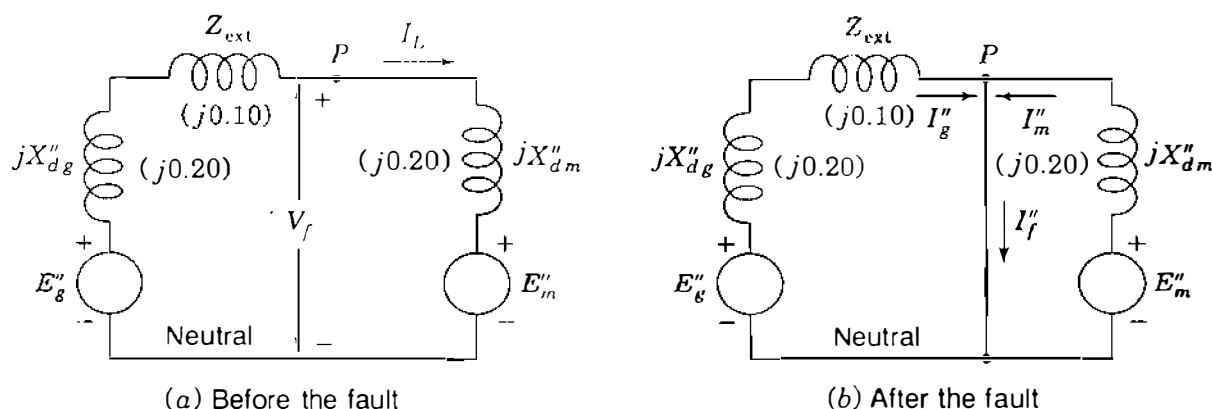 Z_ext
P
I_L
+
(j0.10)
jX''_dg
(j0.20)
(j0.20)
jX''_dm
V_f
+
+
E''_g
E''_m
−
−
Neutral
−
(a) Before the fault
Z_ext
P
(j0.10)
I''_g
I''_m
jX''_dg
(j0.20)
(j0.20)
jX''_dm
I''_f
+
+
E''_g
E''_m
−
−
Neutral
(b) After the fault